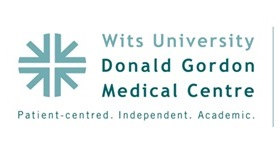 Wits University
Donald Gordon
Medical Centre
Patient-centred. Independent. Academic.